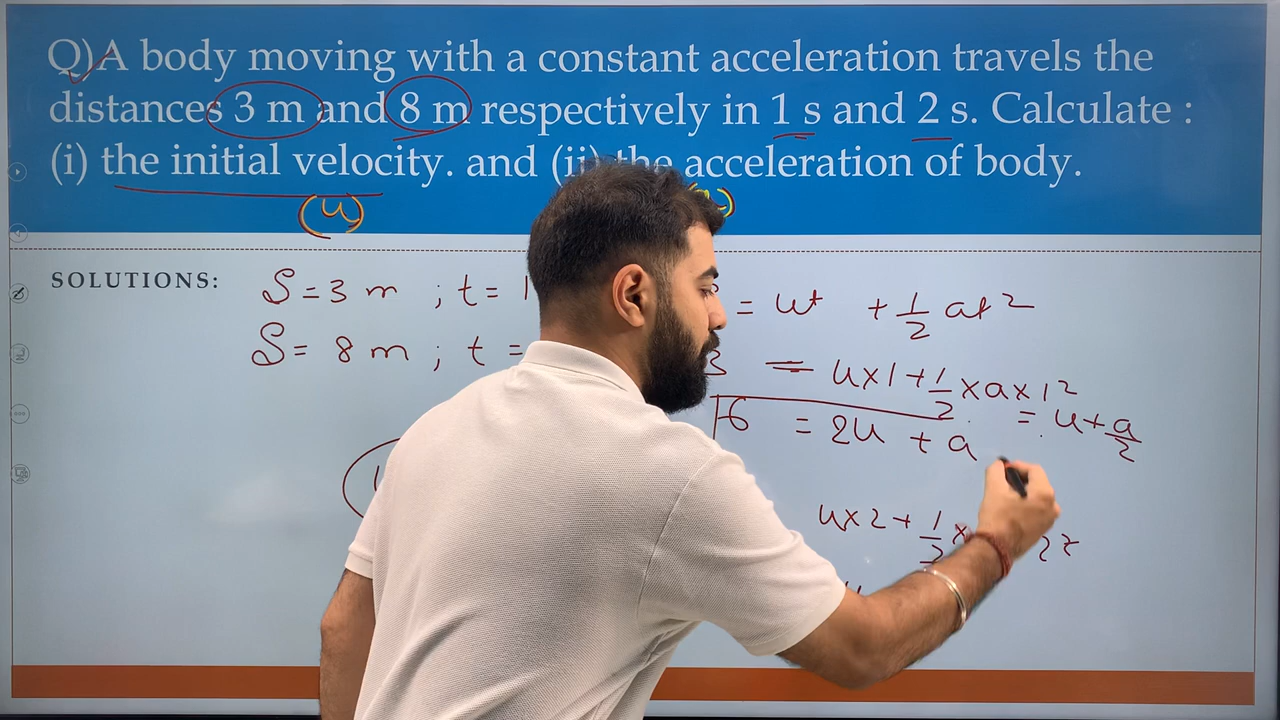 Q)A body moving with a constant acceleration travels the
distances 3 m and 8 m respectively in 1 s and 2 s. Calculate :
(i) the initial velocity. and (ii) the acceleration of body.
(u)
SOLUTIONS:
S=3 m ; t= 1
= ut + 1/2 at2
S= 8m ; t =
3 = u×1+1/2×a×12
= u+a/2
6 = 2u + a
u×2+1/2×